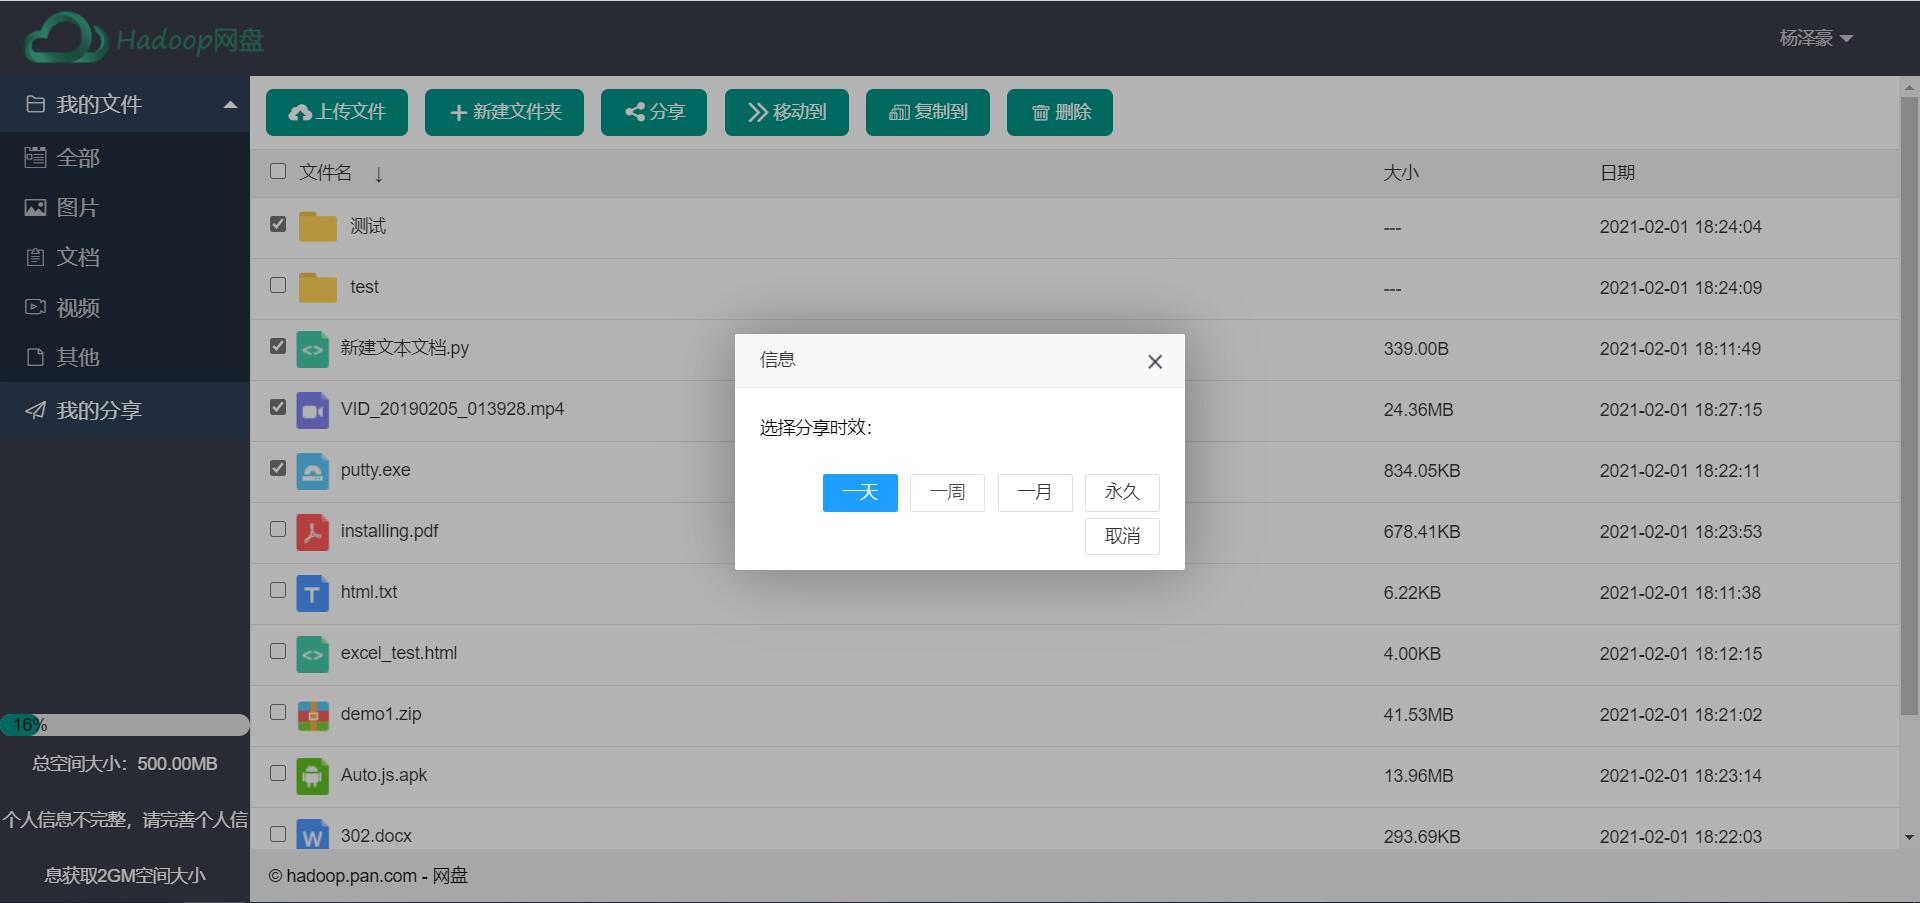 Hadoop网盘
杨泽豪
我的文件
全部
图片
文档
视频
其他
我的分享
16%
总空间大小：500.00MB
个人信息不完整，请完善个人信
息获取2GM空间大小
上传文件 新建文件夹 分享 移动到 复制到 删除
文件名 ↓ 大小 日期
测试 --- 2021-02-01 18:24:04
test --- 2021-02-01 18:24:09
新建文本文档.py 339.00B 2021-02-01 18:11:49
VID_20190205_013928.mp4 24.36MB 2021-02-01 18:27:15
putty.exe 834.05KB 2021-02-01 18:22:11
installing.pdf 678.41KB 2021-02-01 18:23:53
html.txt 6.22KB 2021-02-01 18:11:38
excel_test.html 4.00KB 2021-02-01 18:12:15
demo1.zip 41.53MB 2021-02-01 18:21:02
Auto.js.apk 13.96MB 2021-02-01 18:23:14
302.docx 293.69KB 2021-02-01 18:22:03
信息
选择分享时效：
一天 一周 一月 永久
取消
© hadoop.pan.com - 网盘